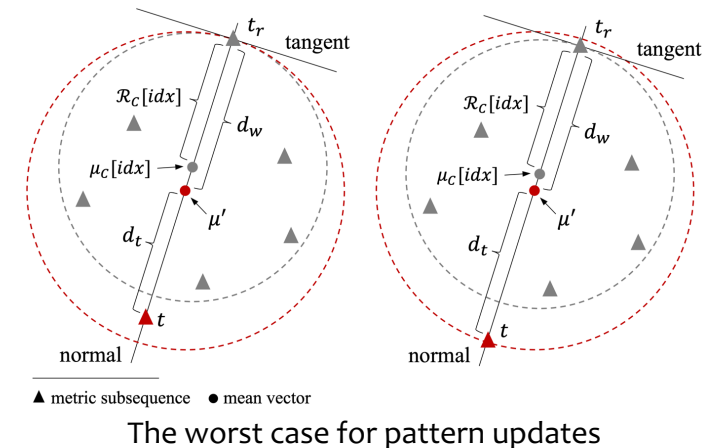 t_r
tangent
ℛ_C[idx]
d_w
μ_C[idx]
μ′
d_t
t
normal
t_r
tangent
ℛ_C[idx]
d_w
μ_C[idx]
μ′
d_t
t
normal
▲ metric subsequence ● mean vector
The worst case for pattern updates